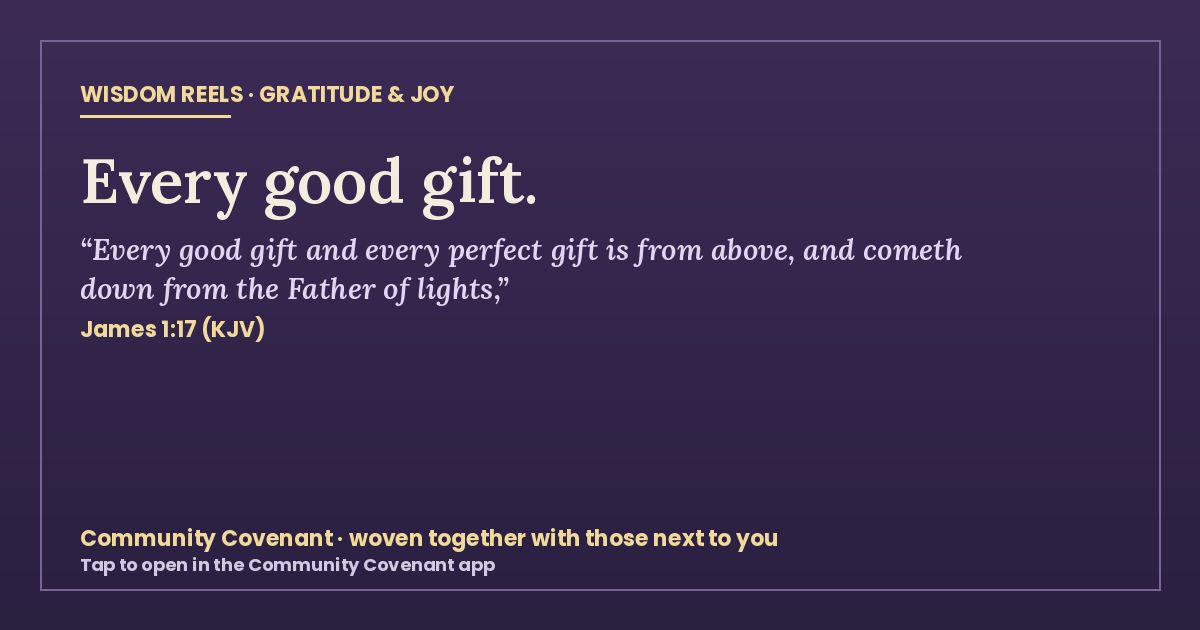 WISDOM REELS · GRATITUDE & JOY
Every good gift.
“Every good gift and every perfect gift is from above, and cometh
down from the Father of lights,”
James 1:17 (KJV)
Community Covenant · woven together with those next to you
Tap to open in the Community Covenant app